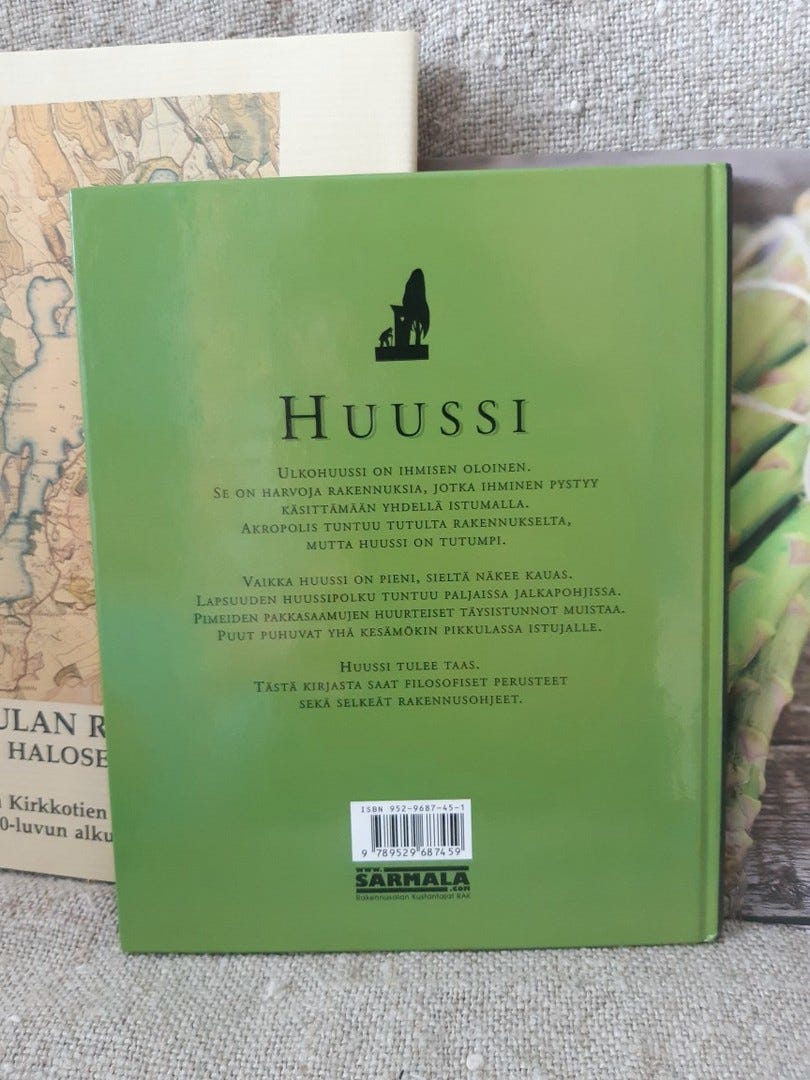 HUUSSI
ULKOHUUSSI ON IHMISEN OLOINEN.
SE ON HARVOJA RAKENNUKSIA, JOTKA IHMINEN PYSTYY
KÄSITTÄMÄÄN YHDELLÄ ISTUMALLA.
AKROPOLIS TUNTUU TUTULTA RAKENNUKSELTA,
MUTTA HUUSSI ON TUTUMPI.
VAIKKA HUUSSI ON PIENI, SIELTÄ NÄKEE KAUAS.
LAPSUUDEN HUUSSIPOLKU TUNTUU PALJAISSA JALKAPOHJISSA.
PIMEIDEN PAKKASAAMUJEN HUURTEISET TÄYSISTUNNOT MUISTAA.
PUUT PUHUVAT YHÄ KESÄMÖKIN PIKKULASSA ISTUJALLE.
HUUSSI TULEE TAAS.
TÄSTÄ KIRJASTA SAAT FILOSOFISET PERUSTEET
SEKÄ SELKEÄT RAKENNUSOHJEET.
ISBN 952-9687-45-1
9 789529 687459
WWW.
SARMALA
.COM
Rakennusalan Kustantajat RAK
ULAN R
HALOSE
Kirkkotien
0-luvun alku